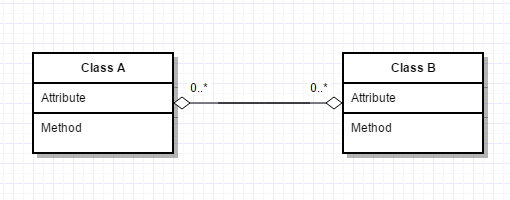 Class A
Attribute
Method
0..*
0..*
Class B
Attribute
Method